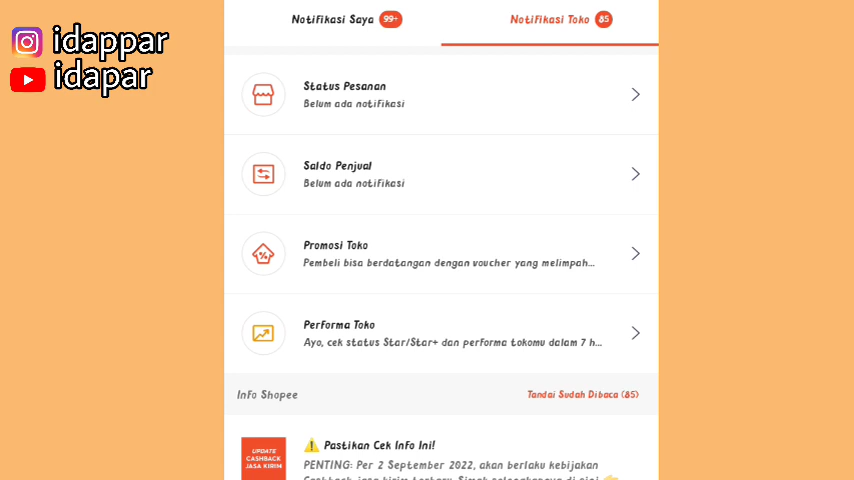 idappar
idapar
Notifikasi Saya 99+
Notifikasi Toko 85
Status Pesanan
Belum ada notifikasi
Saldo Penjual
Belum ada notifikasi
Promosi Toko
Pembeli bisa berdatangan dengan voucher yang melimpah...
Performa Toko
Ayo, cek status Star/Star+ dan performa tokomu dalam 7 h...
Info Shopee
Tandai Sudah Dibaca (85)
UPDATE
CASHBACK
JASA KIRIM
⚠️ Pastikan Cek Info Ini!
PENTING: Per 2 September 2022, akan berlaku kebijakan